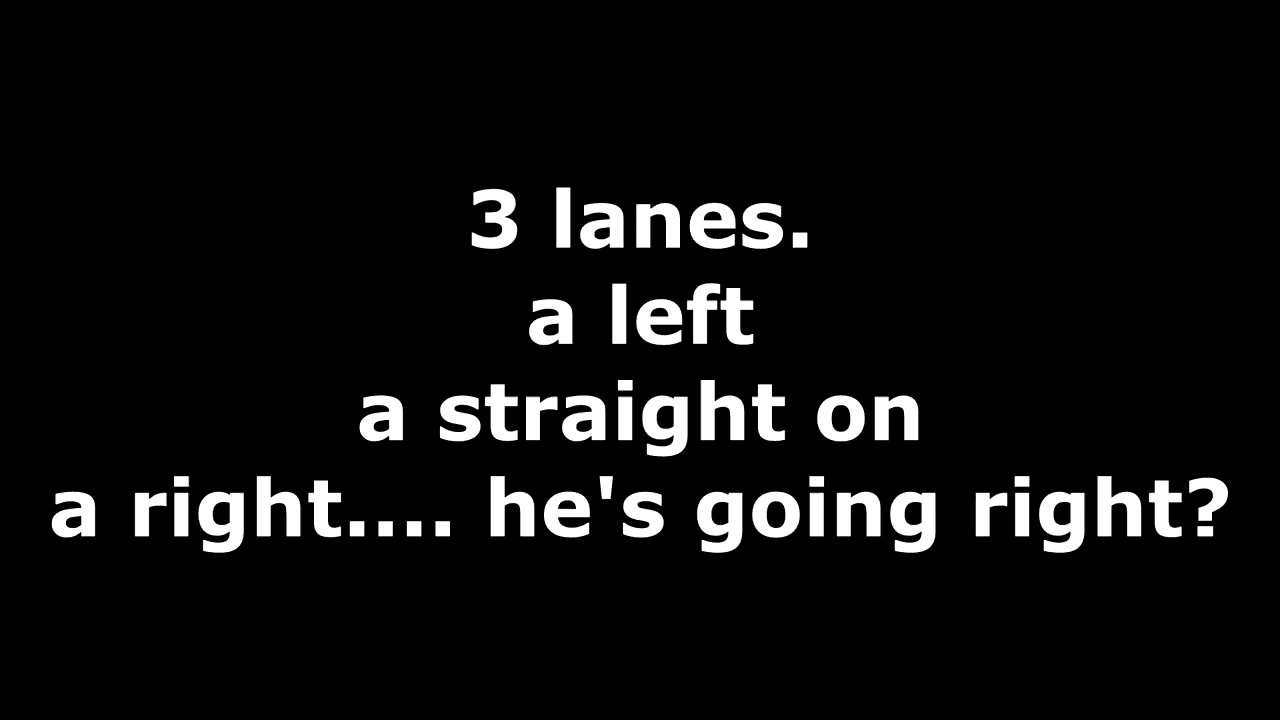 3 lanes.
a left
a straight on
a right.... he's going right?